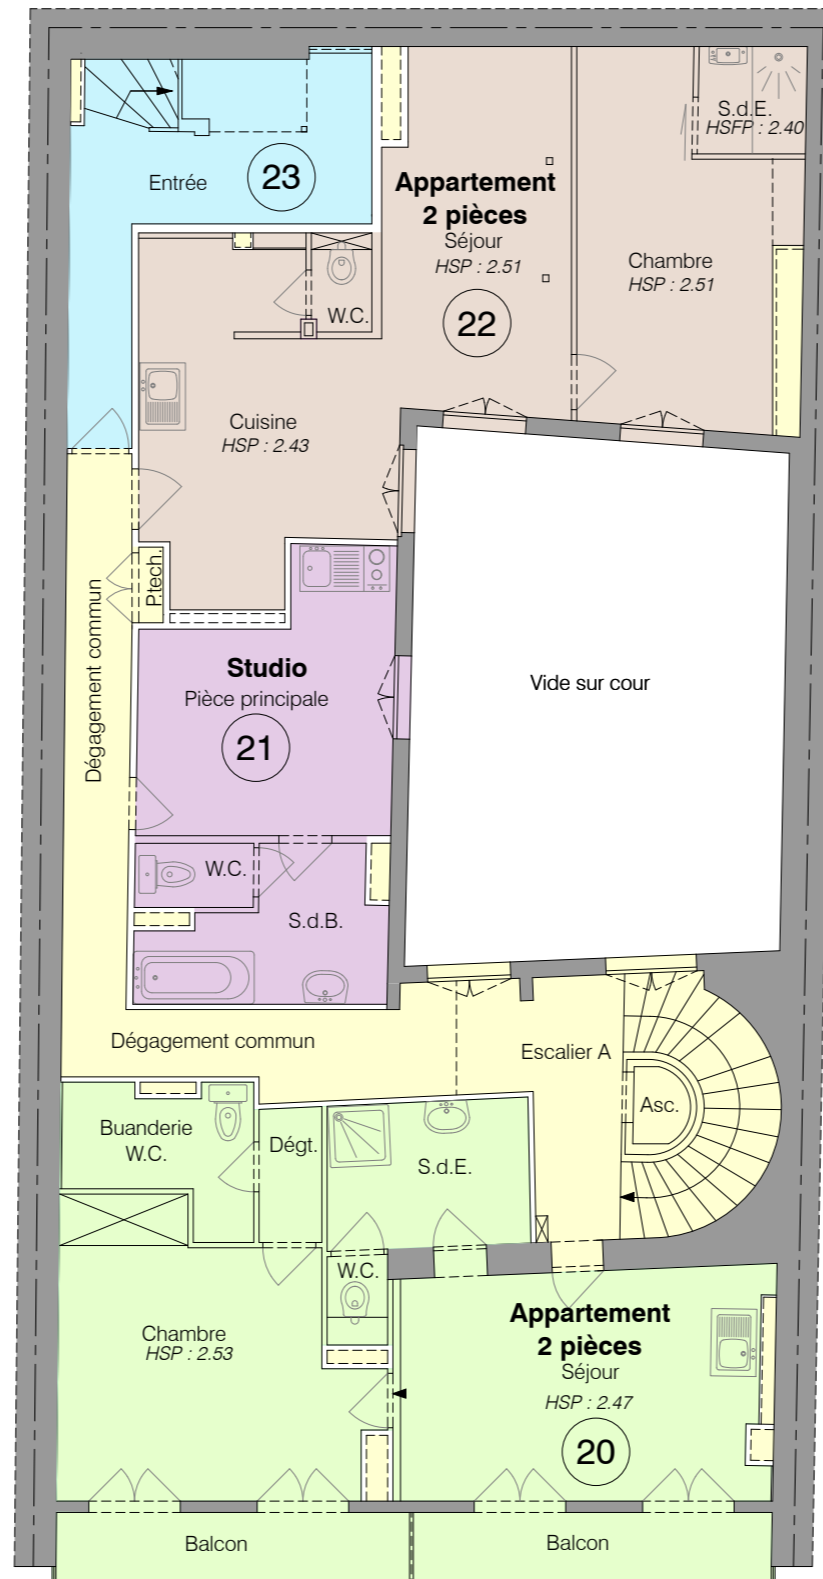 S.d.E.
HSFP : 2.40
Entrée
23
Appartement
2 pièces
Séjour
HSP : 2.51
22
Chambre
HSP : 2.51
W.C.
Cuisine
HSP : 2.43
P.tech.
Dégagement commun
Studio
Pièce principale
21
Vide sur cour
W.C.
S.d.B.
Dégagement commun
Escalier A
Asc.
Buanderie
W.C.
Dégt.
S.d.E.
W.C.
Chambre
HSP : 2.53
Appartement
2 pièces
Séjour
HSP : 2.47
20
Balcon
Balcon